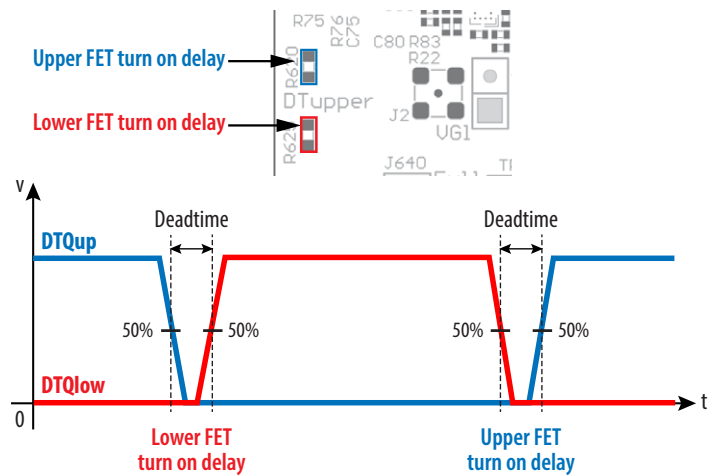 R75
R76
C75
C80 R83
R22
Upper FET turn on delay
R620
DTupper
Lower FET turn on delay
J2
VG1
J640
V
Deadtime
Deadtime
DTQup
50%
50%
50%
50%
DTQlow
0
t
Lower FET
turn on delay
Upper FET
turn on delay